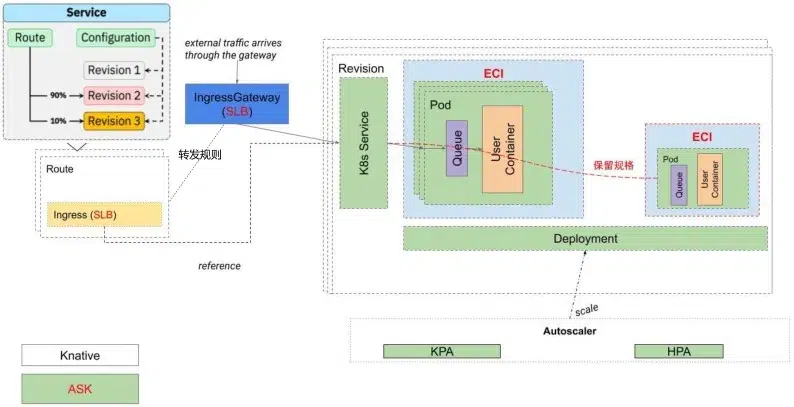 Service
Route
Configuration
Revision 1
90%
Revision 2
10%
Revision 3
external traffic arrives
through the gateway
IngressGateway
(SLB)
转发规则
Route
Ingress (SLB)
reference
Revision
K8s Service
ECI
Pod
Queue
User
Container
保留规格
ECI
Pod
Queue
User
Container
Deployment
scale
Autoscaler
KPA
HPA
Knative
ASK